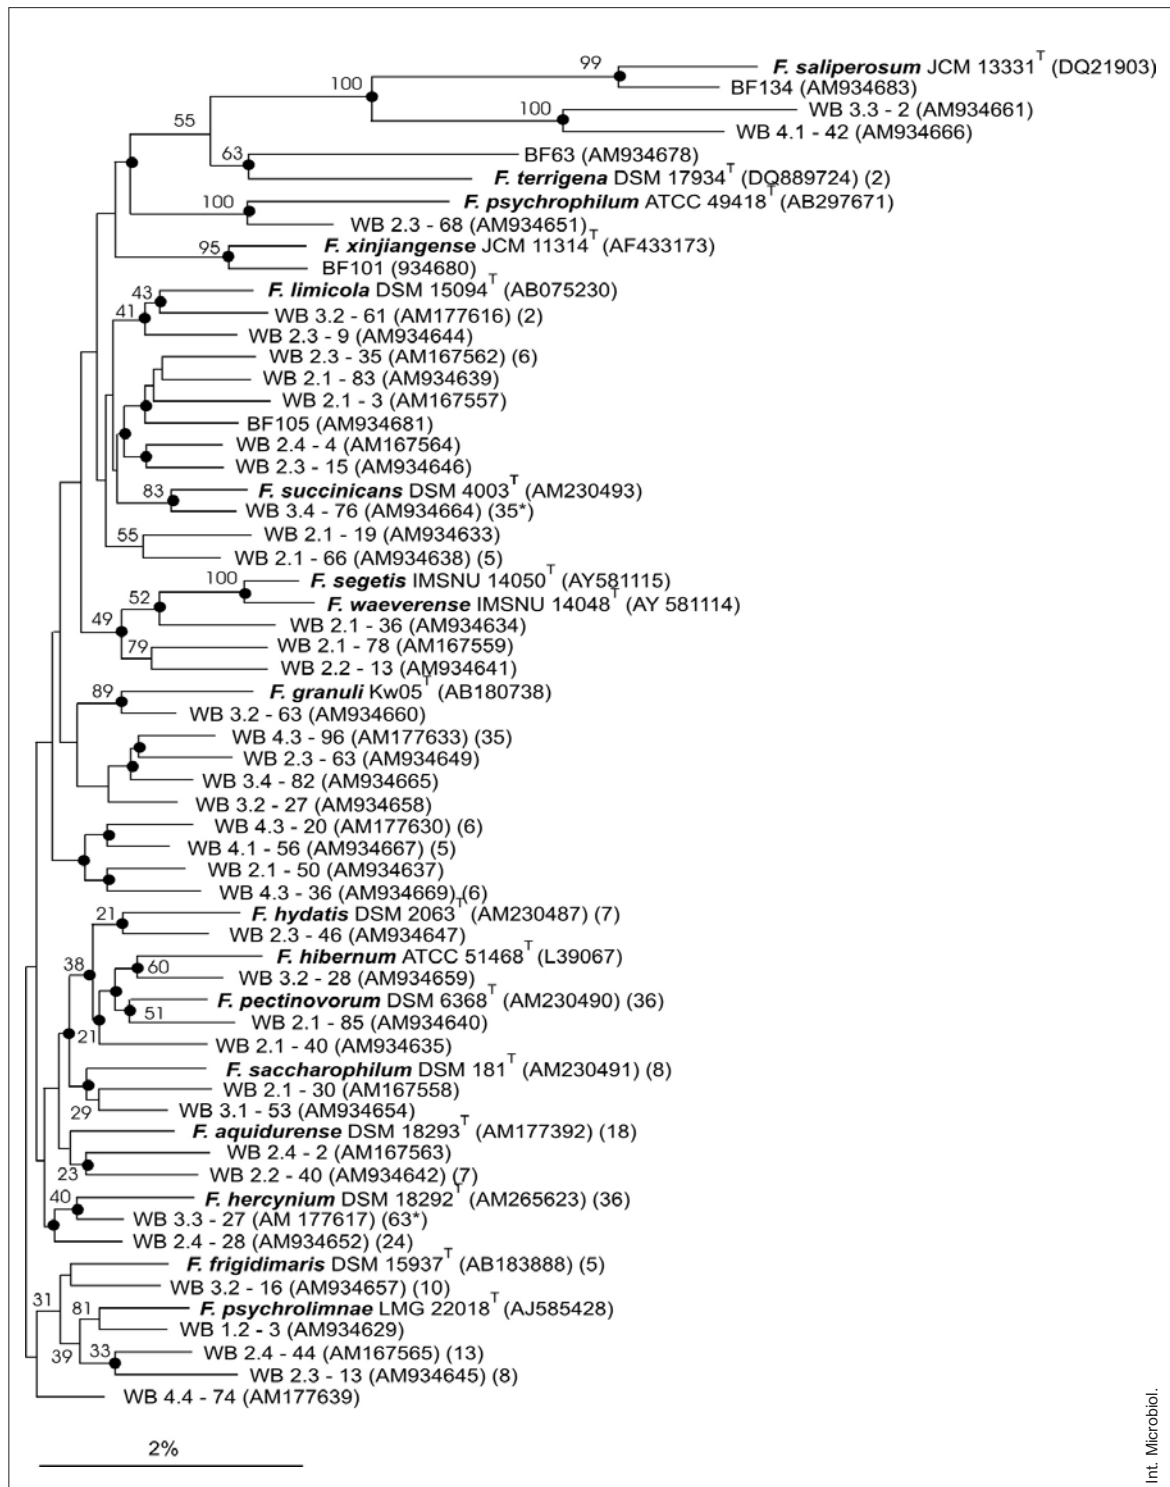 99
F. saliperosum JCM 13331T (DQ21903)
100
BF134 (AM934683)
100
WB 3.3 - 2 (AM934661)
55
WB 4.1 - 42 (AM934666)
63
BF63 (AM934678)
F. terrigena DSM 17934T (DQ889724) (2)
100
F. psychrophilum ATCC 49418T (AB297671)
WB 2.3 - 68 (AM934651)
95
F. xinjiangense JCM 11314T (AF433173)
BF101 (934680)
43
F. limicola DSM 15094T (AB075230)
41
WB 3.2 - 61 (AM177616) (2)
WB 2.3 - 9 (AM934644)
WB 2.3 - 35 (AM167562) (6)
WB 2.1 - 83 (AM934639)
WB 2.1 - 3 (AM167557)
BF105 (AM934681)
WB 2.4 - 4 (AM167564)
WB 2.3 - 15 (AM934646)
83
F. succinicans DSM 4003T (AM230493)
WB 3.4 - 76 (AM934664) (35*)
55
WB 2.1 - 19 (AM934633)
WB 2.1 - 66 (AM934638) (5)
100
F. segetis IMSNU 14050T (AY581115)
52
F. waeverense IMSNU 14048T (AY 581114)
49
WB 2.1 - 36 (AM934634)
79
WB 2.1 - 78 (AM167559)
WB 2.2 - 13 (AM934641)
89
F. granuli Kw05T (AB180738)
WB 3.2 - 63 (AM934660)
WB 4.3 - 96 (AM177633) (35)
WB 2.3 - 63 (AM934649)
WB 3.4 - 82 (AM934665)
WB 3.2 - 27 (AM934658)
WB 4.3 - 20 (AM177630) (6)
WB 4.1 - 56 (AM934667) (5)
WB 2.1 - 50 (AM934637)
WB 4.3 - 36 (AM934669) (6)
21
F. hydatis DSM 2063T (AM230487) (7)
WB 2.3 - 46 (AM934647)
38
F. hibernum ATCC 51468T (L39067)
60
WB 3.2 - 28 (AM934659)
F. pectinovorum DSM 6368T (AM230490) (36)
51
WB 2.1 - 85 (AM934640)
21
WB 2.1 - 40 (AM934635)
F. saccharophilum DSM 181T (AM230491) (8)
WB 2.1 - 30 (AM167558)
29
WB 3.1 - 53 (AM934654)
F. aquidurense DSM 18293T (AM177392) (18)
WB 2.4 - 2 (AM167563)
23
WB 2.2 - 40 (AM934642) (7)
40
F. hercynium DSM 18292T (AM265623) (36)
WB 3.3 - 27 (AM 177617) (63*)
WB 2.4 - 28 (AM934652) (24)
F. frigidimaris DSM 15937T (AB183888) (5)
WB 3.2 - 16 (AM934657) (10)
31
81
F. psychrolimnae LMG 22018T (AJ585428)
WB 1.2 - 3 (AM934629)
39
33
WB 2.4 - 44 (AM167565) (13)
WB 2.3 - 13 (AM934645) (8)
WB 4.4 - 74 (AM177639)
2%
Int. Microbiol.